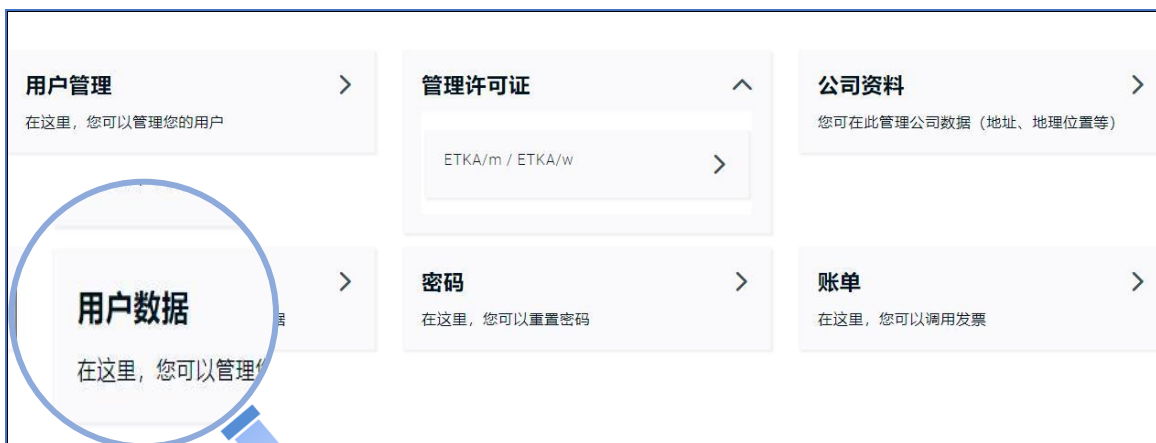 用户管理
在这里，您可以管理您的用户
管理许可证
ETKA/m / ETKA/w
公司资料
您可在此管理公司数据（地址、地理位置等）
用户数据
在这里，您可以管理
密码
在这里，您可以重置密码
账单
在这里，您可以调用发票